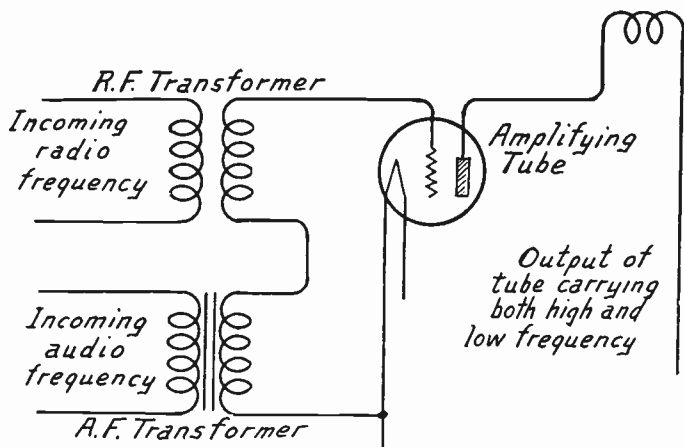 R.F. Transformer
Incoming
radio
frequency
Amplifying
Tube
Output of
tube carrying
both high and
low frequency
Incoming
audio
frequency
A.F. Transformer